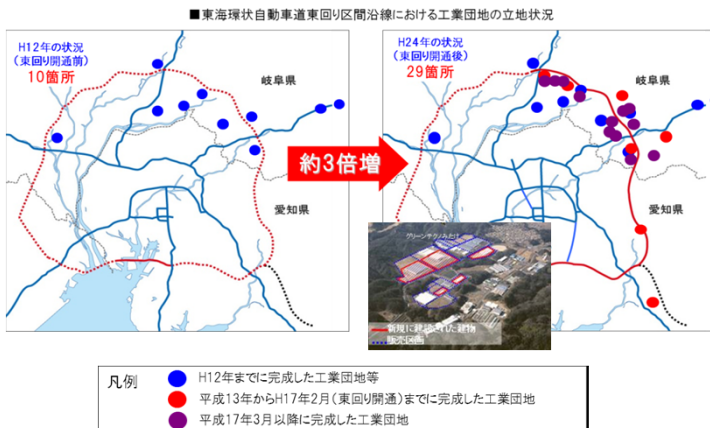 ■東海環状自動車道東回り区間沿線における工業団地の立地状況
H12年の状況
(東回り開通前)
10箇所
岐阜県
愛知県
約3倍増
H24年の状況
(東回り開通後)
29箇所
岐阜県
愛知県
グリーンテクノみたけ
新規に建設された建物
販売区画
凡例
H12年までに完成した工業団地等
平成13年からH17年2月(東回り開通)までに完成した工業団地
平成17年3月以降に完成した工業団地